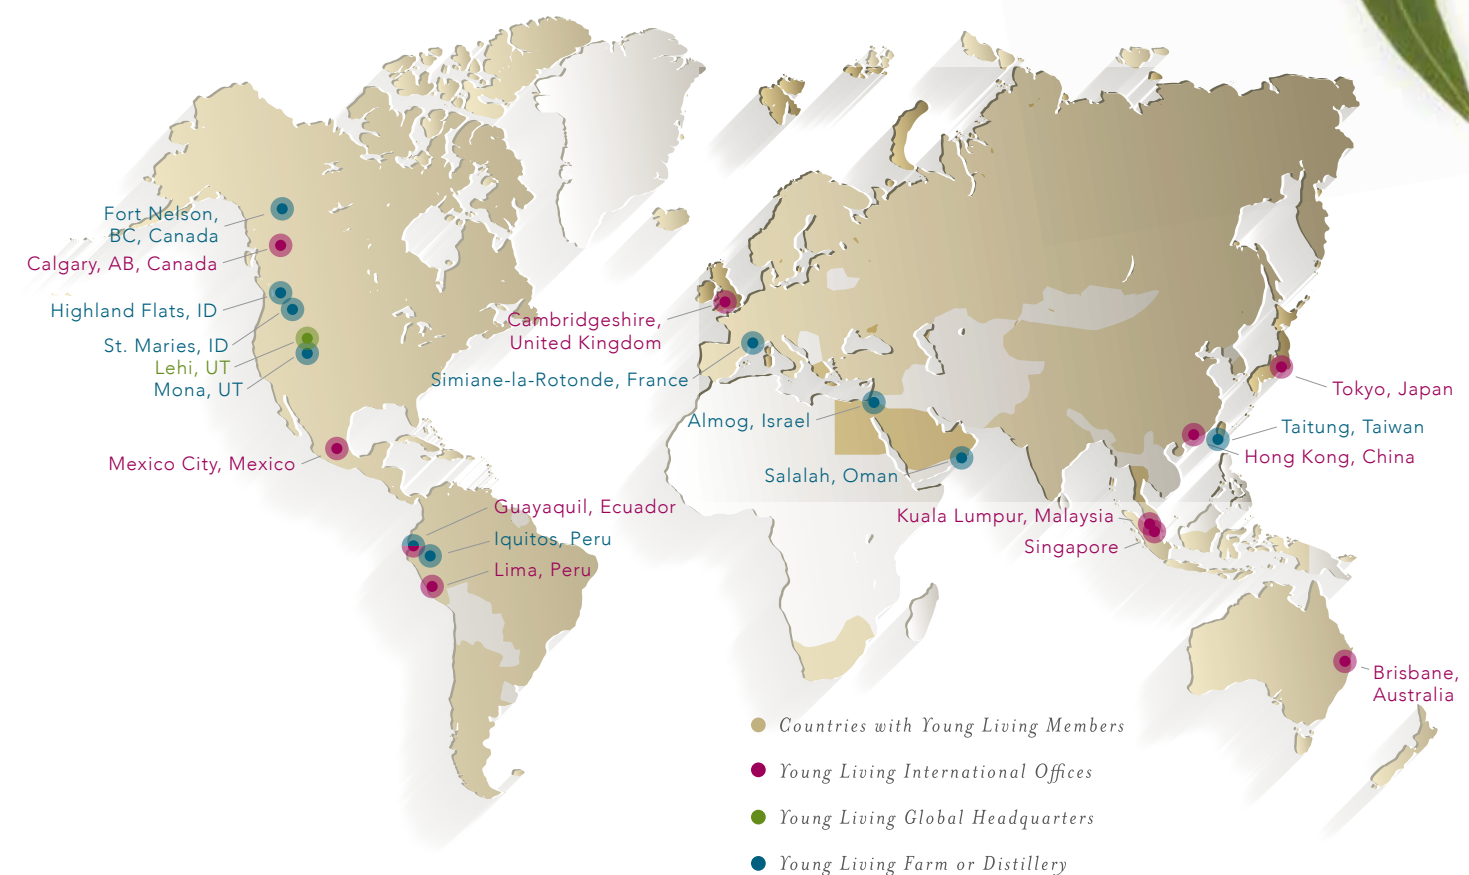 Fort Nelson,
BC, Canada
Calgary, AB, Canada
Highland Flats, ID
St. Maries, ID
Lehi, UT
Mona, UT
Mexico City, Mexico
Guayaquil, Ecuador
Iquitos, Peru
Lima, Peru
Cambridgeshire,
United Kingdom
Simiane-la-Rotonde, France
Almog, Israel
Salalah, Oman
Tokyo, Japan
Taitung, Taiwan
Hong Kong, China
Kuala Lumpur, Malaysia
Singapore
Brisbane,
Australia
Countries with Young Living Members
Young Living International Offices
Young Living Global Headquarters
Young Living Farm or Distillery